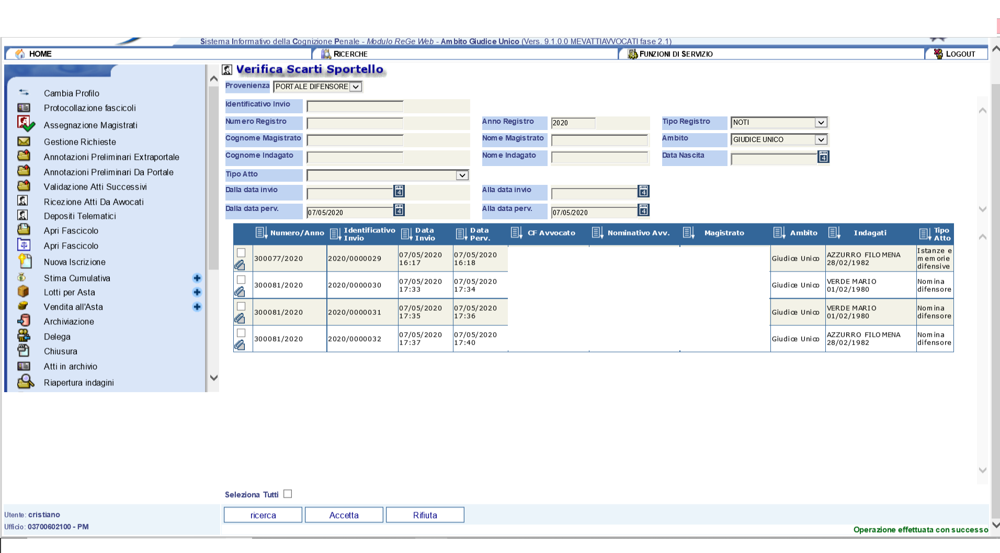 Sistema Informativo della Cognizione Penale - Modulo ReGe Web - Ambito Giudice Unico (Vers. 9.1.0.0 MEVATTIAVVOCATI fase 2.1)
HOME
RICERCHE
FUNZIONI DI SERVIZIO
LOGOUT
Cambia Profilo
Protocollazione fascicoli
Assegnazione Magistrati
Gestione Richieste
Annotazioni Preliminari Extraportale
Annotazioni Preliminari Da Portale
Validazione Atti Successivi
Ricezione Atti Da Avvocati
Depositi Telematici
Apri Fascicolo
Apri Fascicolo
Nuova Iscrizione
Stima Cumulativa
Lotti per Asta
Vendita all'Asta
Archiviazione
Delega
Chiusura
Atti in archivio
Riapertura indagini
Utente: cristiano
Ufficio: 03700602100 - PM
Verifica Scarti Sportello
Provenienza PORTALE DIFENSORE
Identificativo Invio
Numero Registro Anno Registro 2020 Tipo Registro NOTI
Cognome Magistrato Nome Magistrato Ambito GIUDICE UNICO
Cognome Indagato Nome Indagato Data Nascita 4
Tipo Atto
Dalla data invio 4 Alla data invio 4
Dalla data perv. 07/05/2020 4 Alla data perv. 07/05/2020 4
Numero/Anno Identificativo Invio Data Invio Data Perv. CF Avvocato Nominativo Avv. Magistrato Ambito Indagati Tipo Atto
300077/2020 2020/0000029 07/05/2020 16:17 07/05/2020 16:18 Giudice Unico AZZURRO FILOMENA 28/02/1982 Istanze e memorie difensive
300081/2020 2020/0000030 07/05/2020 17:33 07/05/2020 17:34 Giudice Unico VERDE MARIO 01/02/1980 Nomina difensore
300081/2020 2020/0000031 07/05/2020 17:35 07/05/2020 17:36 Giudice Unico VERDE MARIO 01/02/1980 Nomina difensore
300081/2020 2020/0000032 07/05/2020 17:37 07/05/2020 17:40 Giudice Unico AZZURRO FILOMENA 28/02/1982 Nomina difensore
Seleziona Tutti
ricerca Accetta Rifiuta
Operazione effettuata con successo